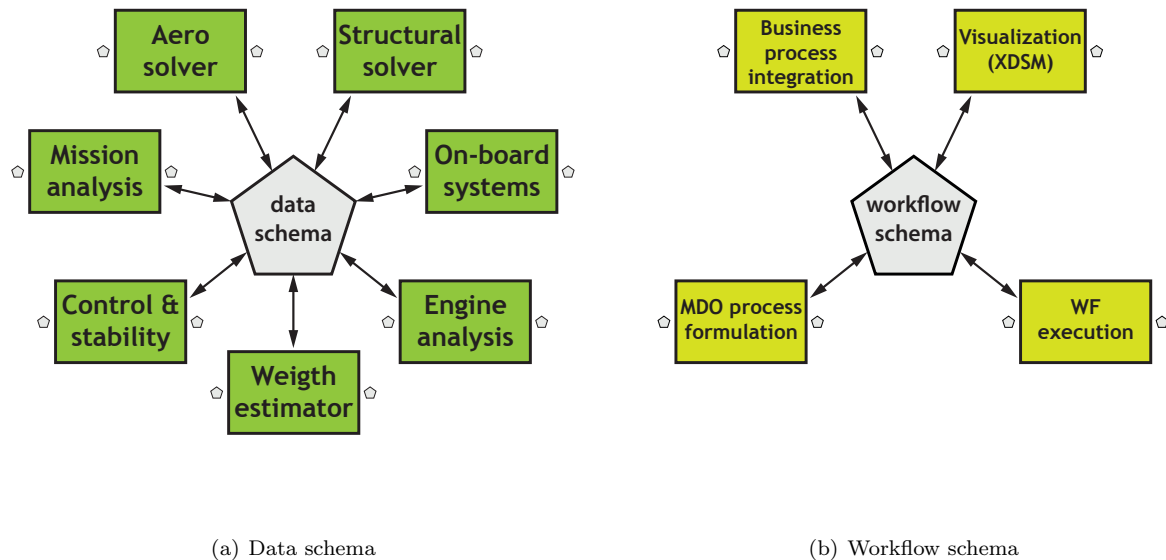 Aero
solver
Structural
solver
Mission
analysis
On-board
systems
data
schema
Control &
stability
Engine
analysis
Weigth
estimator
(a) Data schema
Business
process
integration
Visualization
(XDSM)
workflow
schema
MDO process
formulation
WF
execution
(b) Workflow schema